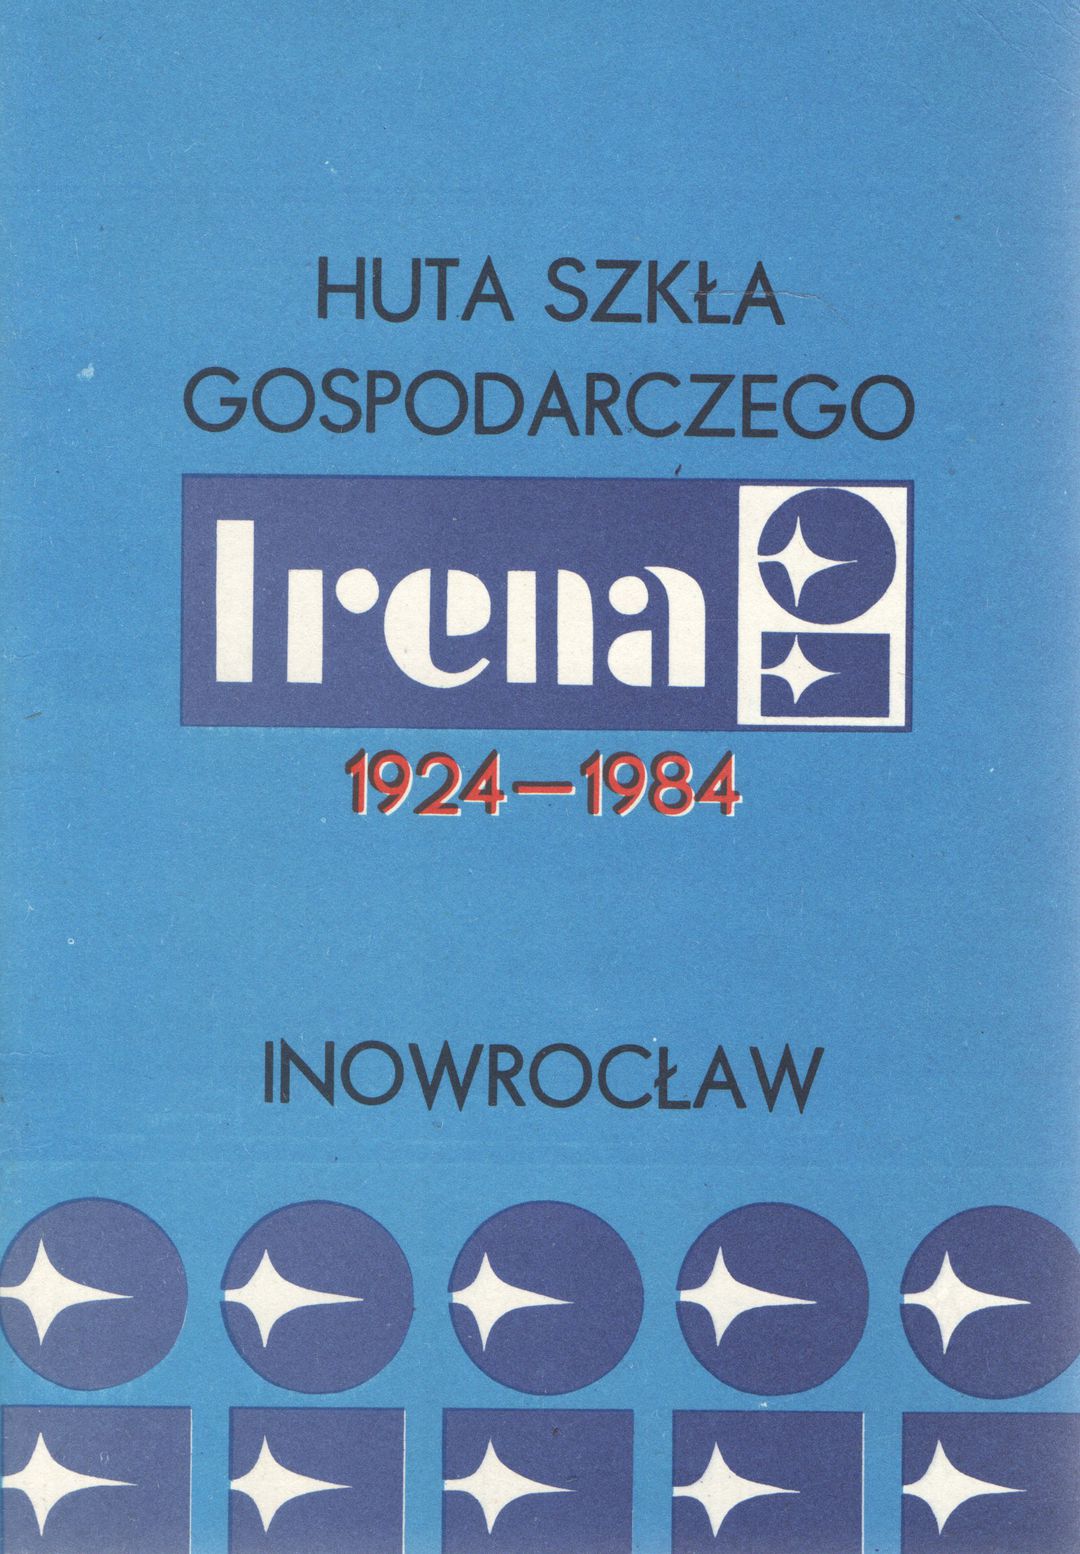 HUTA SZKŁA
GOSPODARCZEGO
Irena
1924–1984
INOWROCŁAW